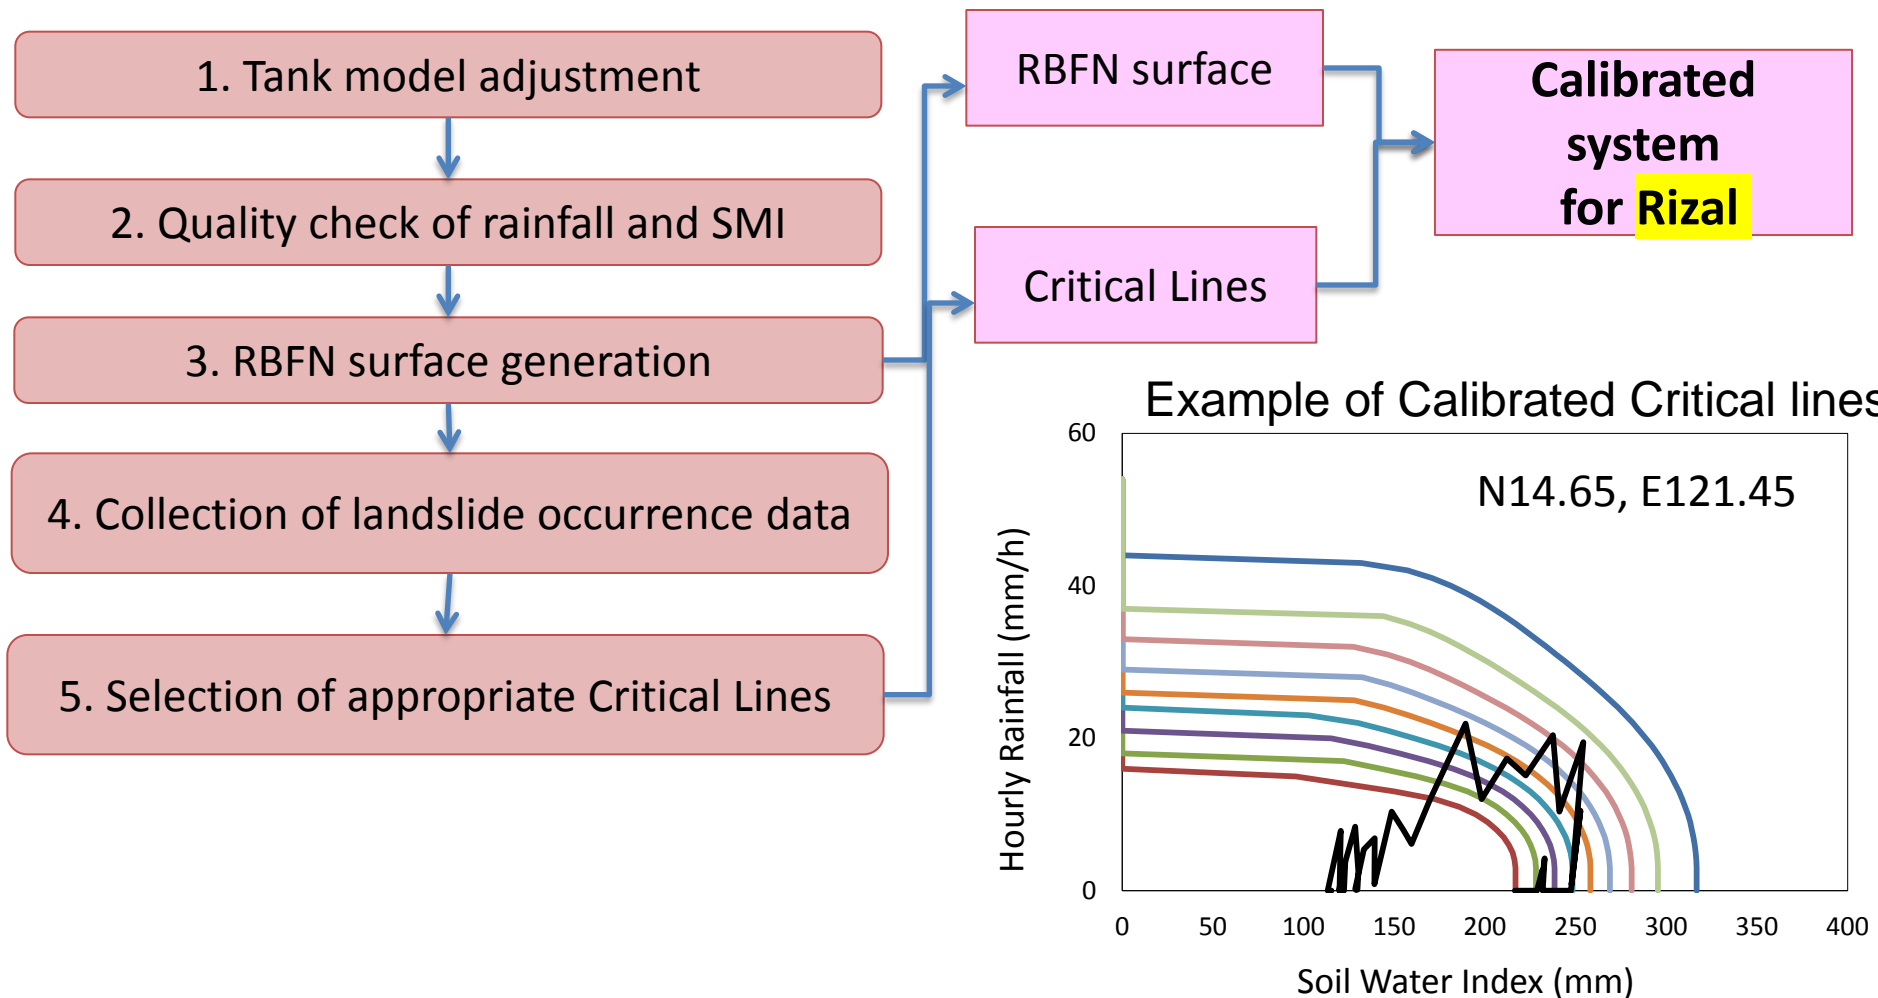 1. Tank model adjustment
2. Quality check of rainfall and SMI
3. RBFN surface generation
4. Collection of landslide occurrence data
5. Selection of appropriate Critical Lines
RBFN surface
Critical Lines
Calibrated
system
for Rizal
Example of Calibrated Critical lines
N14.65, E121.45
Hourly Rainfall (mm/h)
60
40
20
0
0 50 100 150 200 250 300 350 400
Soil Water Index (mm)